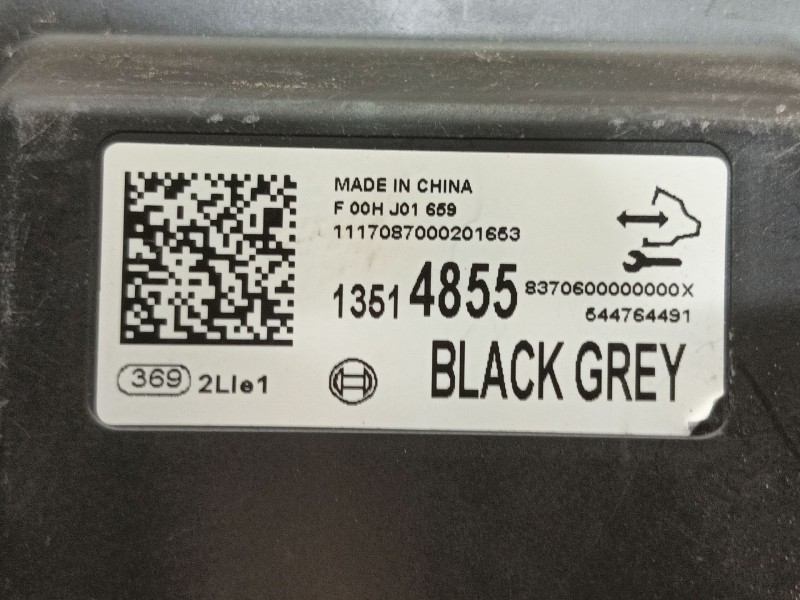 MADE IN CHINA
F 00H J01 659
1117087000201653
13514855 8370600000000X
544764491
369 2LIe1
BLACK GREY